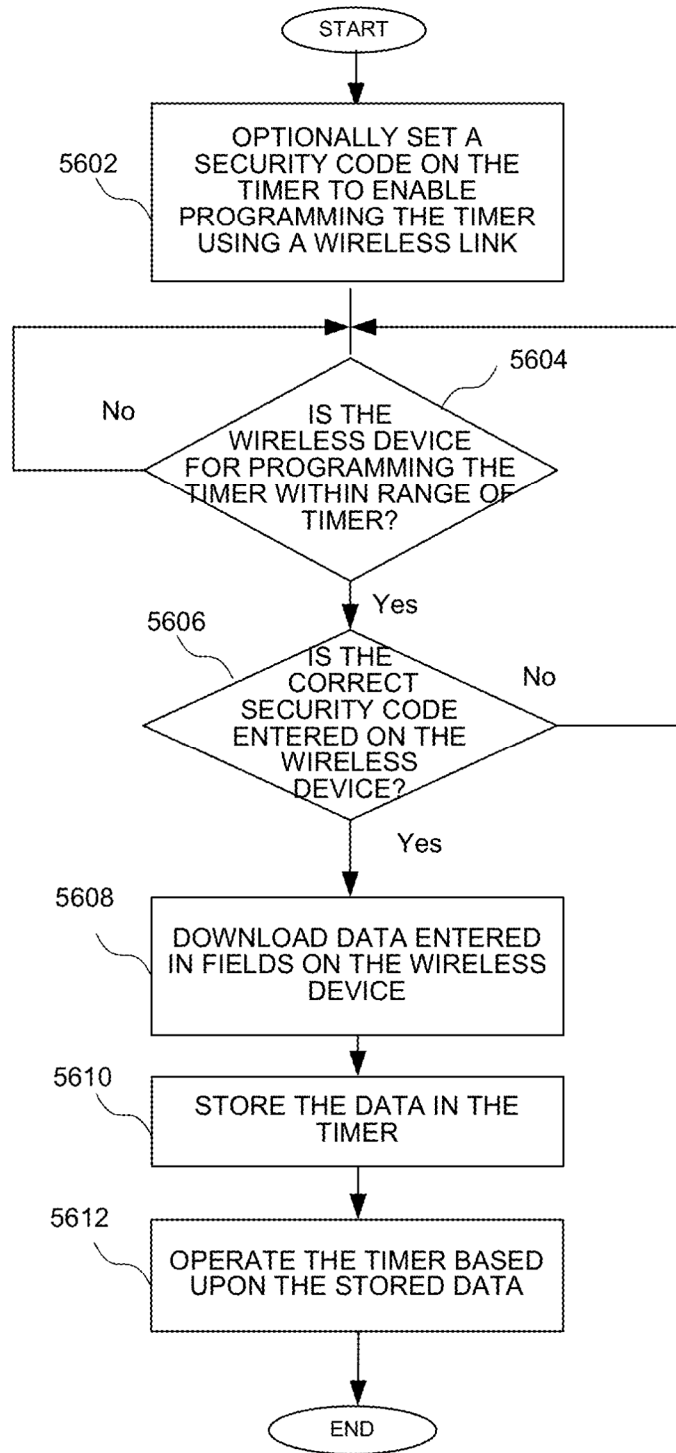 START
5602
OPTIONALLY SET A
SECURITY CODE ON THE
TIMER TO ENABLE
PROGRAMMING THE TIMER
USING A WIRELESS LINK
5604
No
IS THE
WIRELESS DEVICE
FOR PROGRAMMING THE
TIMER WITHIN RANGE OF
TIMER?
Yes
5606
IS THE
CORRECT
SECURITY CODE
ENTERED ON THE
WIRELESS
DEVICE?
No
Yes
5608
DOWNLOAD DATA ENTERED
IN FIELDS ON THE WIRELESS
DEVICE
5610
STORE THE DATA IN THE
TIMER
5612
OPERATE THE TIMER BASED
UPON THE STORED DATA
END